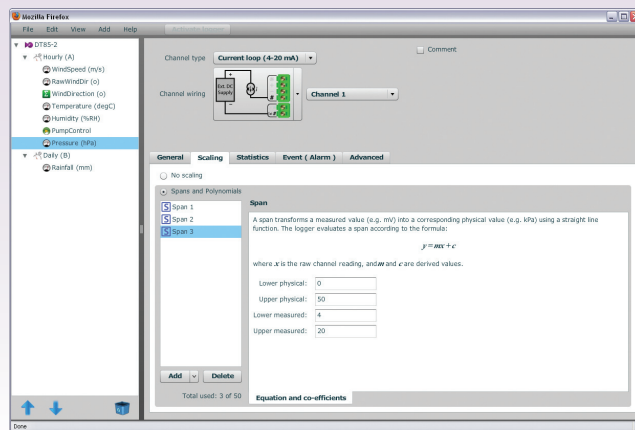 Mozilla Firefox
File Edit View Add Help
DT85-2
Hourly (A)
WindSpeed (m/s)
RawWindDir (o)
WindDirection (o)
Temperature (degC)
Humidity (%RH)
PumpControl
Pressure (hPa)
Daily (B)
Rainfall (mm)
Channel type Current loop (4-20 mA)
Comment
Channel wiring
Ext. DC
Supply
Channel 1
General Scaling Statistics Event ( Alarm ) Advanced
No scaling
Spans and Polynomials
Span 1
Span 2
Span 3
Add Delete
Total used: 3 of 50
Span
A span transforms a measured value (e.g. mV) into a corresponding physical value (e.g. kPa) using a straight line
function. The logger evaluates a span according to the formula:
y=mx+c
where x is the raw channel reading, and m and c are derived values.
Lower physical: 0
Upper physical: 50
Lower measured: 4
Upper measured: 20
Equation and co-efficients
Done